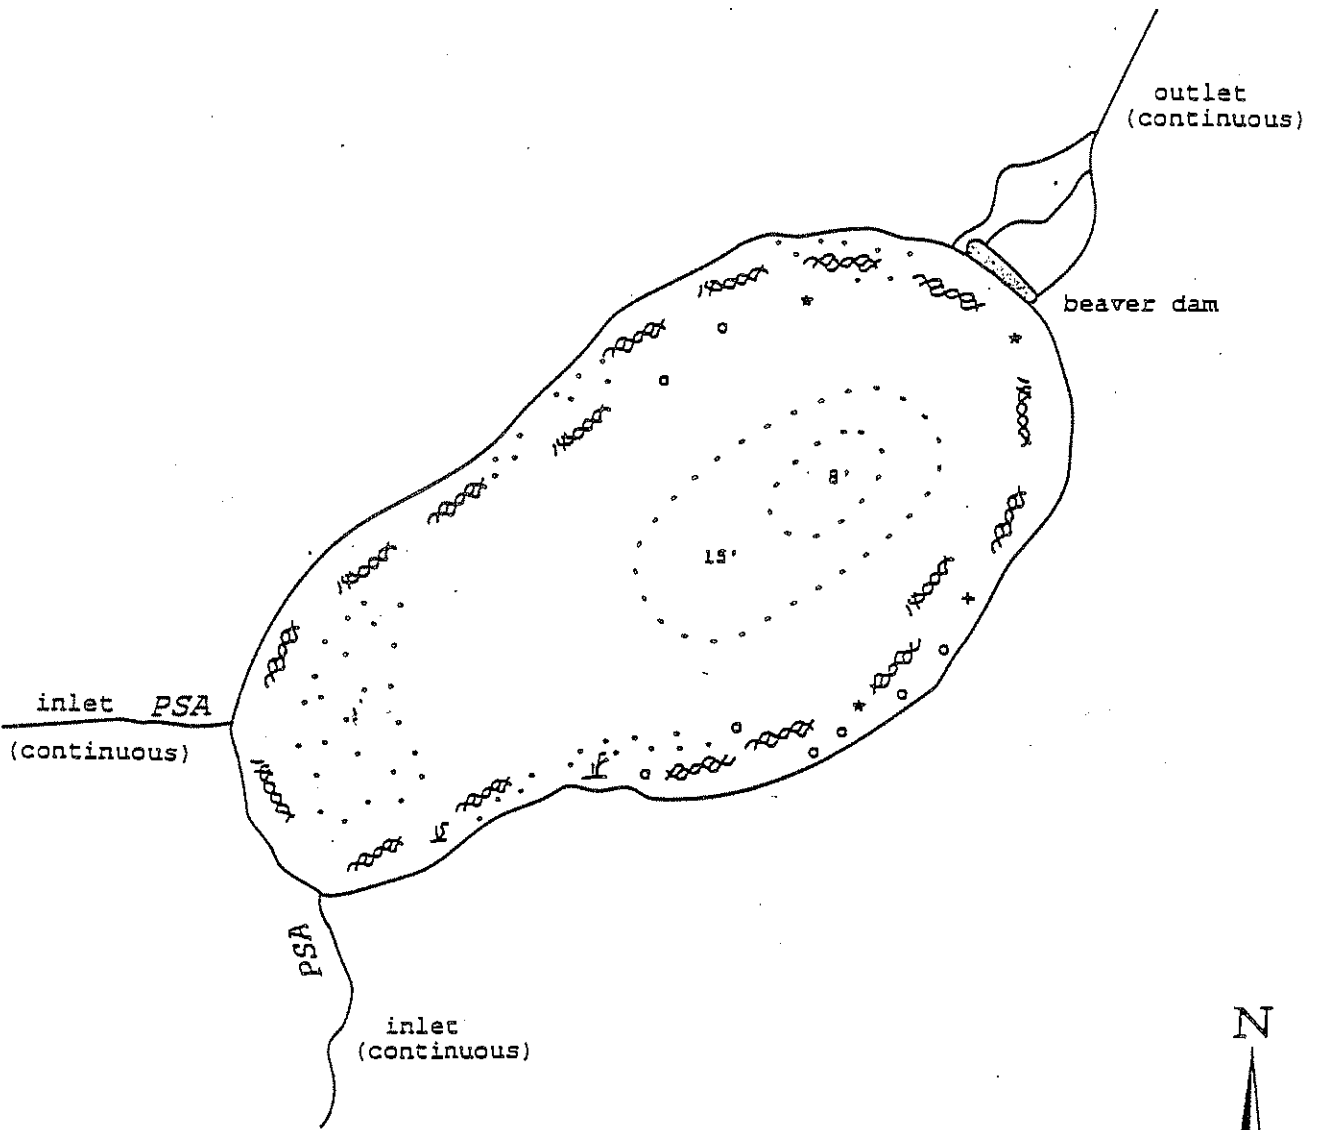 outlet
(continuous)
beaver dam
8'
15'
inlet PSA
(continuous)
PSA
inlet
(continuous)
N